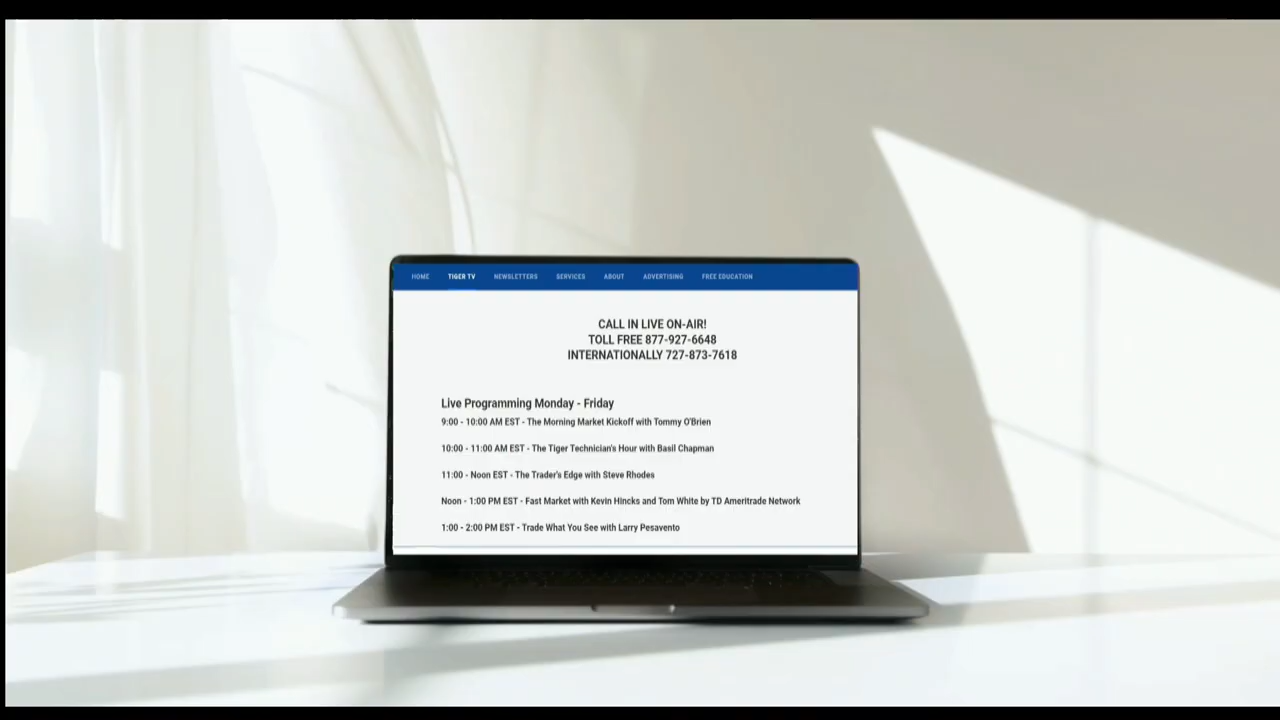 HOME TIGER TV NEWSLETTERS SERVICES ABOUT ADVERTISING FREE EDUCATION
CALL IN LIVE ON-AIR!
TOLL FREE 877-927-6648
INTERNATIONALLY 727-873-7618
Live Programming Monday - Friday
9:00 - 10:00 AM EST - The Morning Market Kickoff with Tommy O'Brien
10:00 - 11:00 AM EST - The Tiger Technician's Hour with Basil Chapman
11:00 - Noon EST - The Trader's Edge with Steve Rhodes
Noon - 1:00 PM EST - Fast Market with Kevin Hincks and Tom White by TD Ameritrade Network
1:00 - 2:00 PM EST - Trade What You See with Larry Pesavento